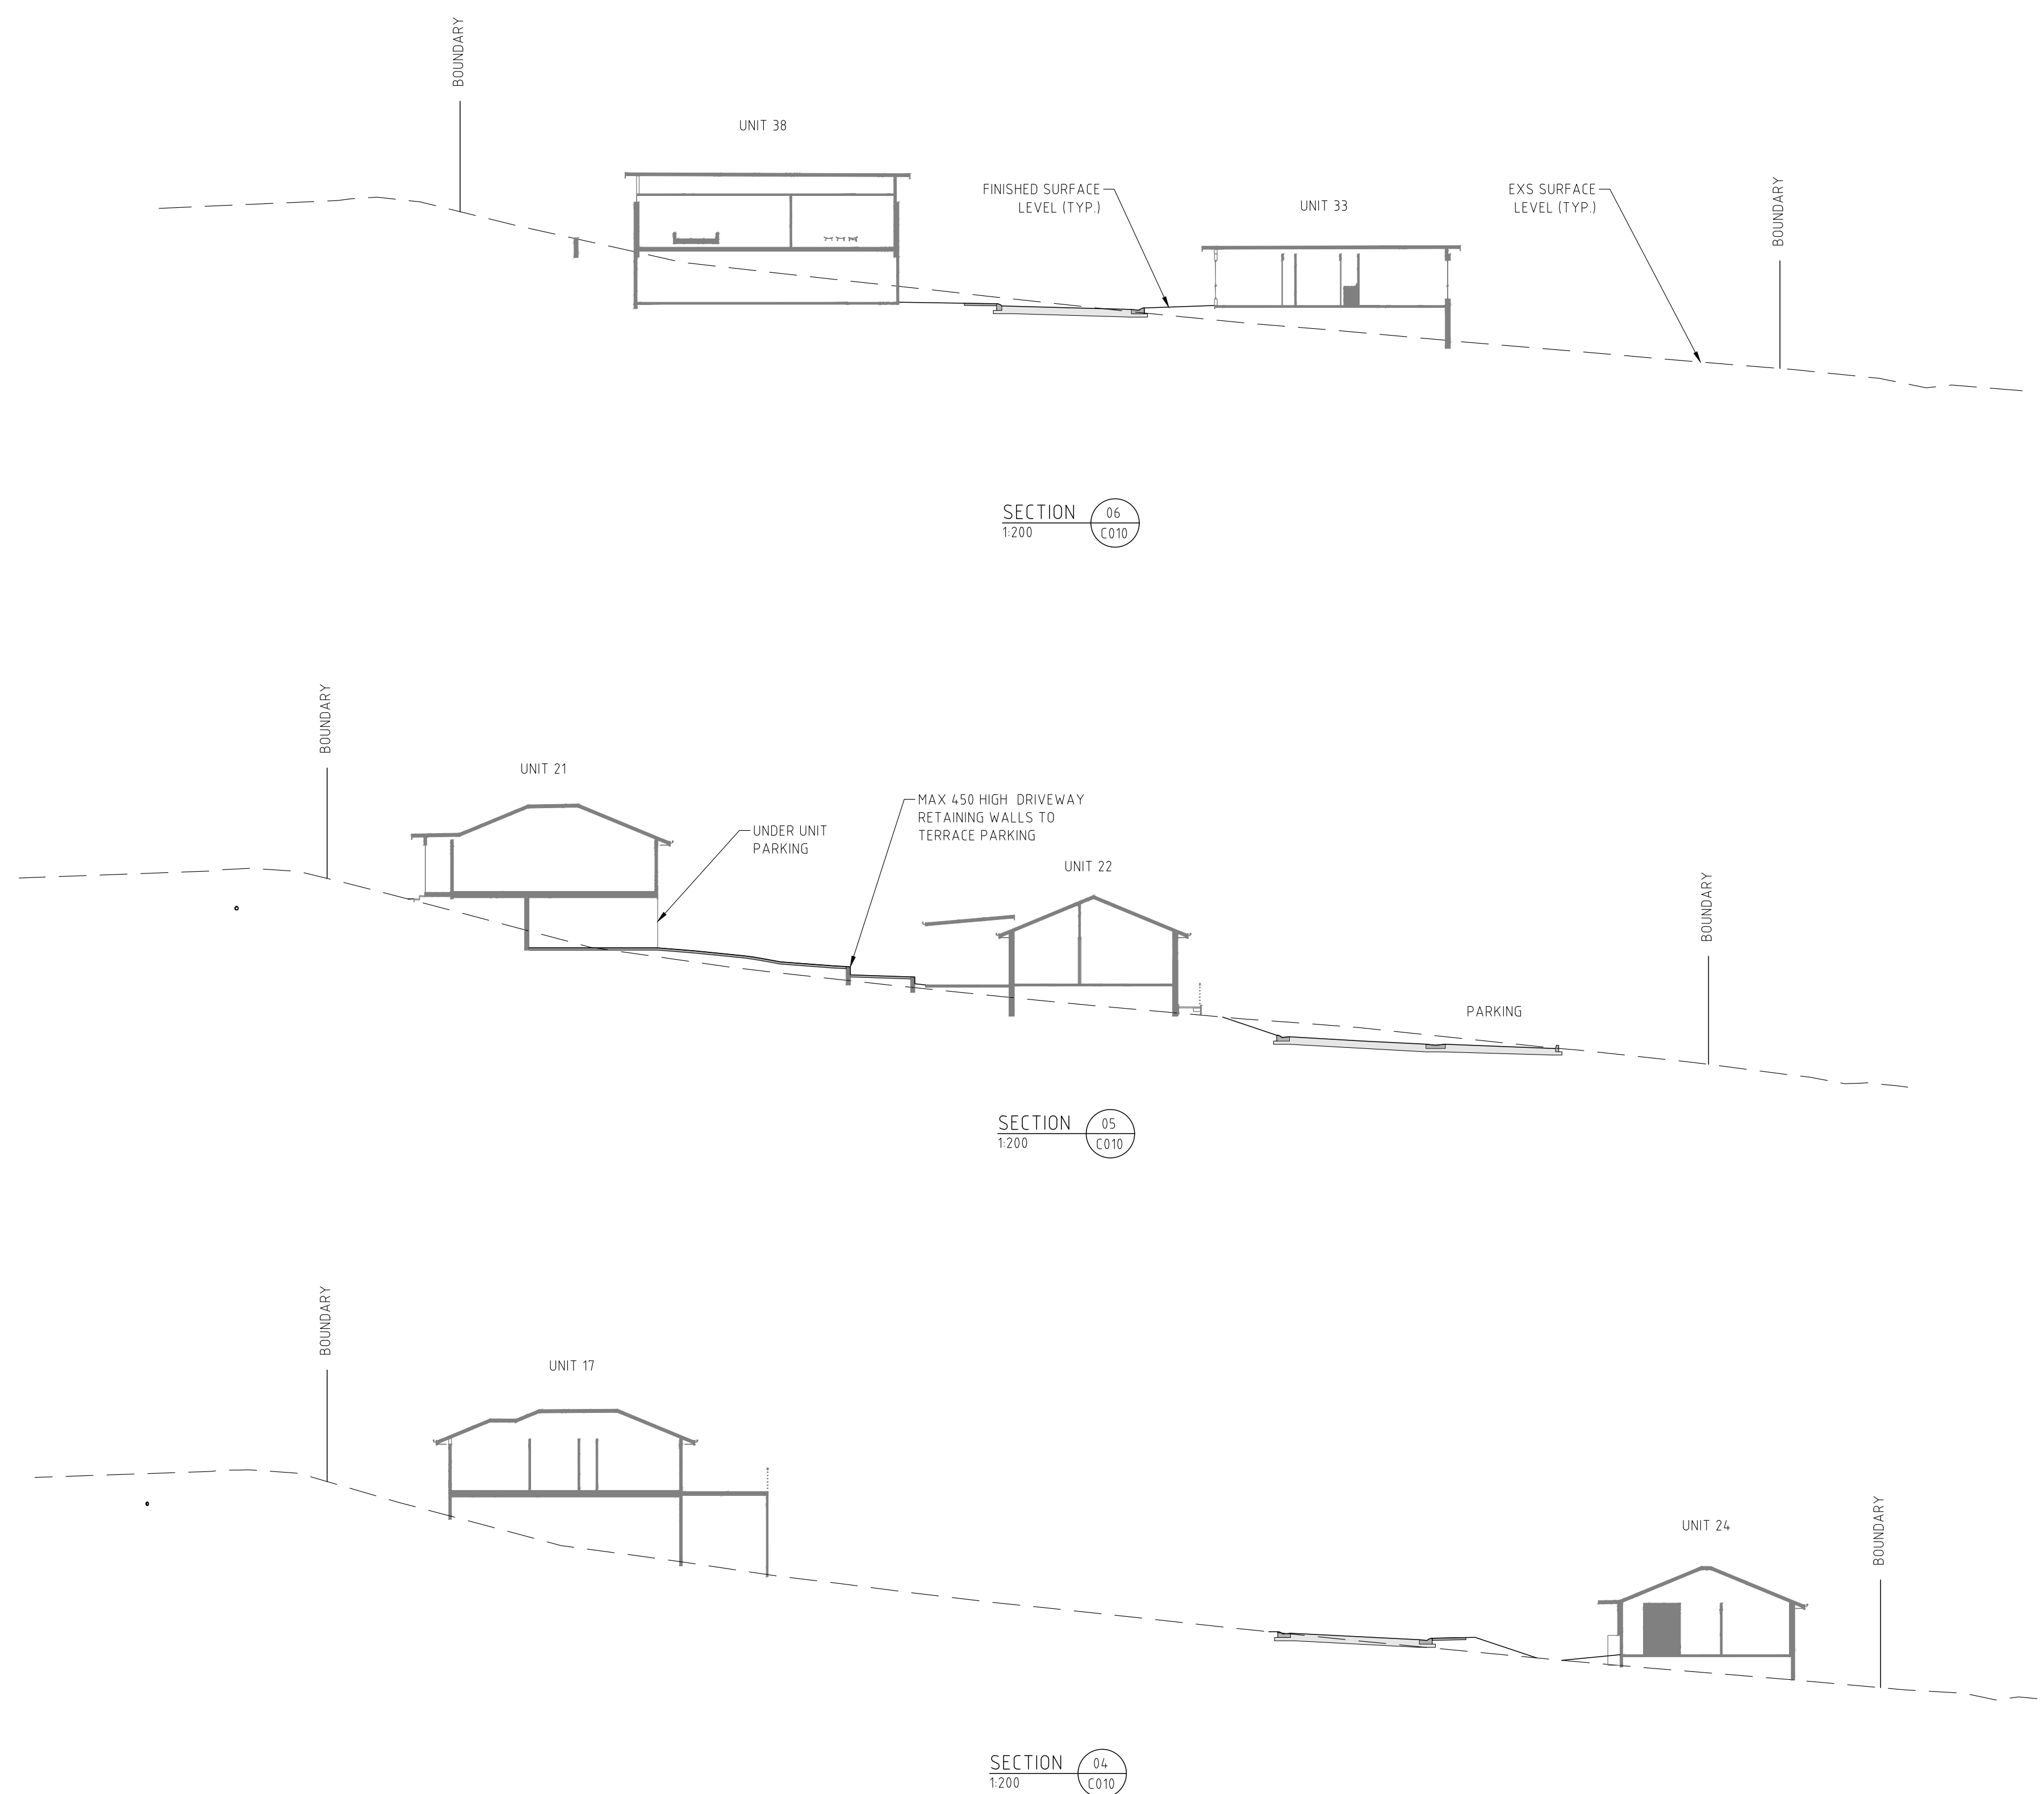 BOUNDARY
UNIT 38
FINISHED SURFACE
LEVEL (TYP.)
UNIT 33
EXS SURFACE
LEVEL (TYP.)
BOUNDARY
SECTION
1:200
06
C010
BOUNDARY
UNIT 21
UNDER UNIT
PARKING
MAX 450 HIGH DRIVEWAY
RETAINING WALLS TO
TERRACE PARKING
UNIT 22
PARKING
BOUNDARY
SECTION
1:200
05
C010
BOUNDARY
UNIT 17
UNIT 24
BOUNDARY
SECTION
1:200
04
C010